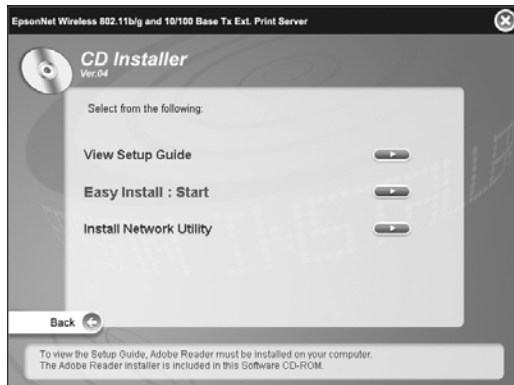 EpsonNet Wireless 802.11b/g and 10/100 Base Tx Ext. Print Server
CD Installer
Ver.04
Select from the following:
View Setup Guide
Easy Install : Start
Install Network Utility
Back
To view the Setup Guide, Adobe Reader must be installed on your computer.
The Adobe Reader installer is included in this Software CD-ROM.